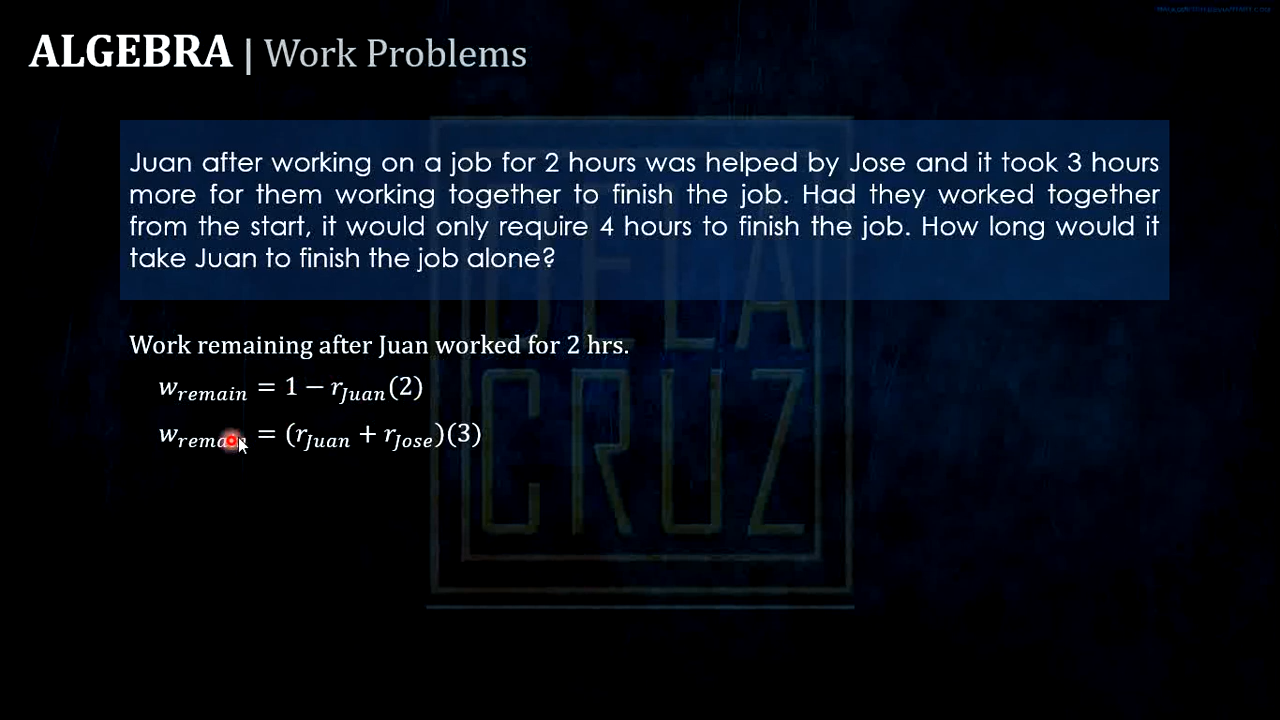 ALGEBRA | Work Problems
Juan after working on a job for 2 hours was helped by Jose and it took 3 hours
more for them working together to finish the job. Had they worked together
from the start, it would only require 4 hours to finish the job. How long would it
take Juan to finish the job alone?
Work remaining after Juan worked for 2 hrs.
w_remain = 1 − r_Juan(2)
w_remain = (r_Juan + r_Jose)(3)
DELA
CRUZ